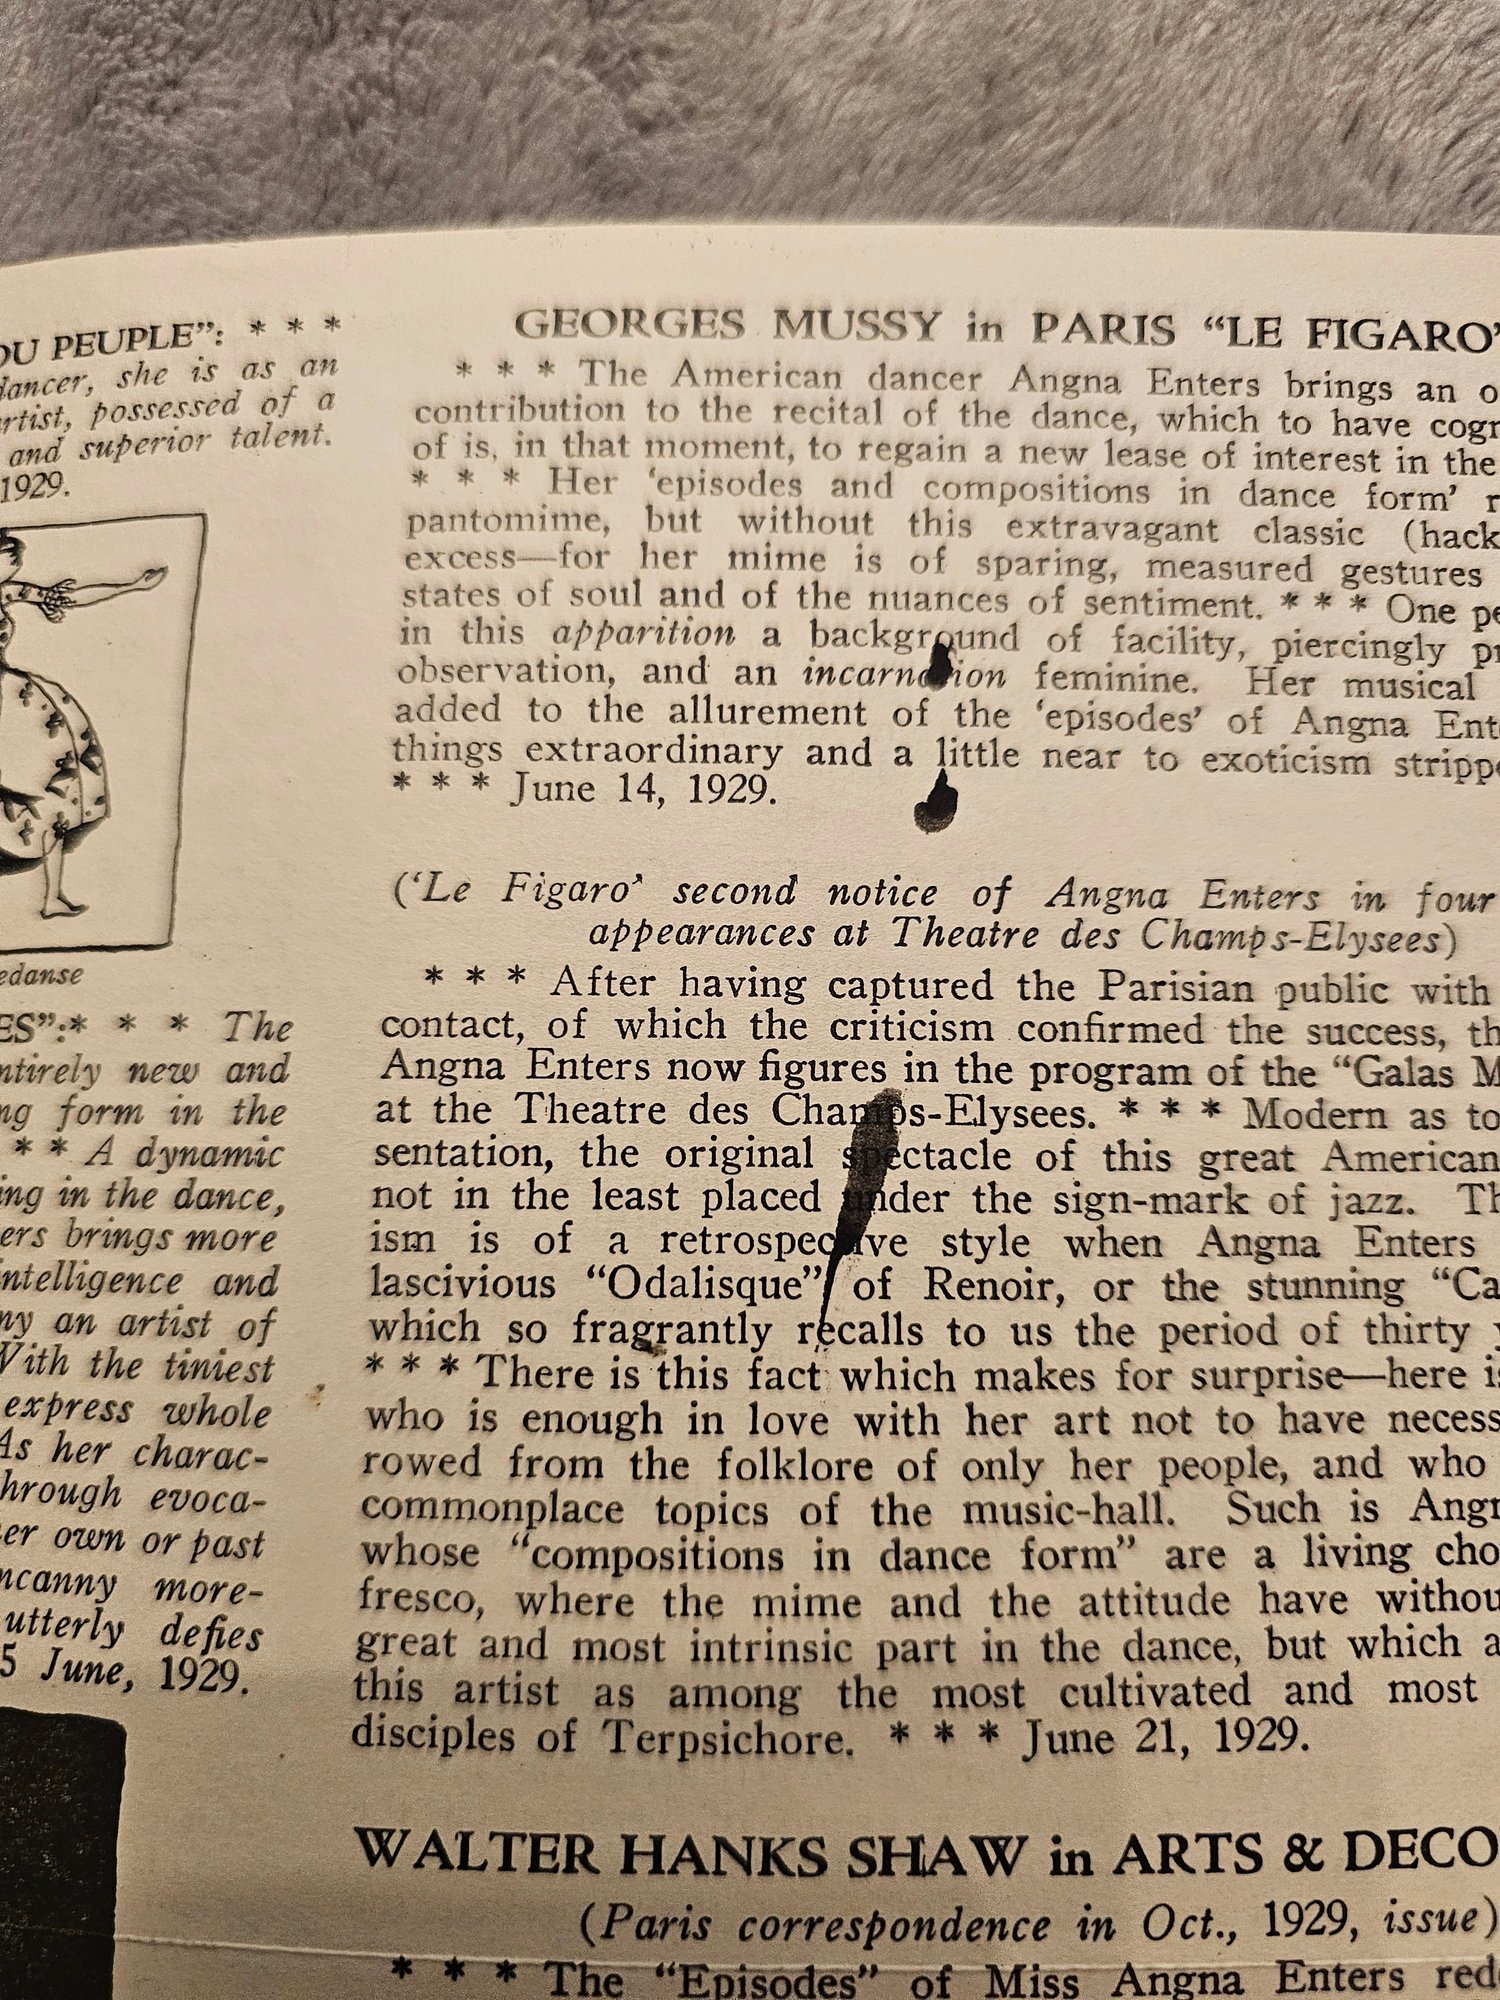 OU PEUPLE”: * * *
dancer, she is as an
artist, possessed of a
and superior talent.
1929.
edanse
ES”:* * * The
entirely new and
ng form in the
* * A dynamic
ing in the dance,
ers brings more
intelligence and
ny an artist of
With the tiniest
express whole
As her charac-
hrough evoca-
her own or past
ncanny more-
utterly defies
5 June, 1929.
GEORGES MUSSY in PARIS “LE FIGARO”
* * * The American dancer Angna Enters brings an o
contribution to the recital of the dance, which to have cogn
of is, in that moment, to regain a new lease of interest in the
* * * Her ‘episodes and compositions in dance form’ r
pantomime, but without this extravagant classic (hack
excess—for her mime is of sparing, measured gestures
states of soul and of the nuances of sentiment. * * * One pe
in this apparition a background of facility, piercingly pr
observation, and an incarnation feminine. Her musical
added to the allurement of the ‘episodes’ of Angna Ente
things extraordinary and a little near to exoticism strippe
* * * June 14, 1929.
(‘Le Figaro’ second notice of Angna Enters in four
appearances at Theatre des Champs-Elysees)
* * * After having captured the Parisian public with
contact, of which the criticism confirmed the success, th
Angna Enters now figures in the program of the “Galas M
at the Theatre des Champs-Elysees. * * * Modern as to
sentation, the original spectacle of this great American
not in the least placed under the sign-mark of jazz. Th
ism is of a retrospective style when Angna Enters
lascivious “Odalisque” of Renoir, or the stunning “Ca
which so fragrantly recalls to us the period of thirty y
* * * There is this fact which makes for surprise—here is
who is enough in love with her art not to have necess
rowed from the folklore of only her people, and who
commonplace topics of the music-hall. Such is Angn
whose “compositions in dance form” are a living cho
fresco, where the mime and the attitude have withou
great and most intrinsic part in the dance, but which a
this artist as among the most cultivated and most
disciples of Terpsichore. * * * June 21, 1929.
WALTER HANKS SHAW in ARTS & DECO
(Paris correspondence in Oct., 1929, issue)
* * * The “Episodes” of Miss Angna Enters rede